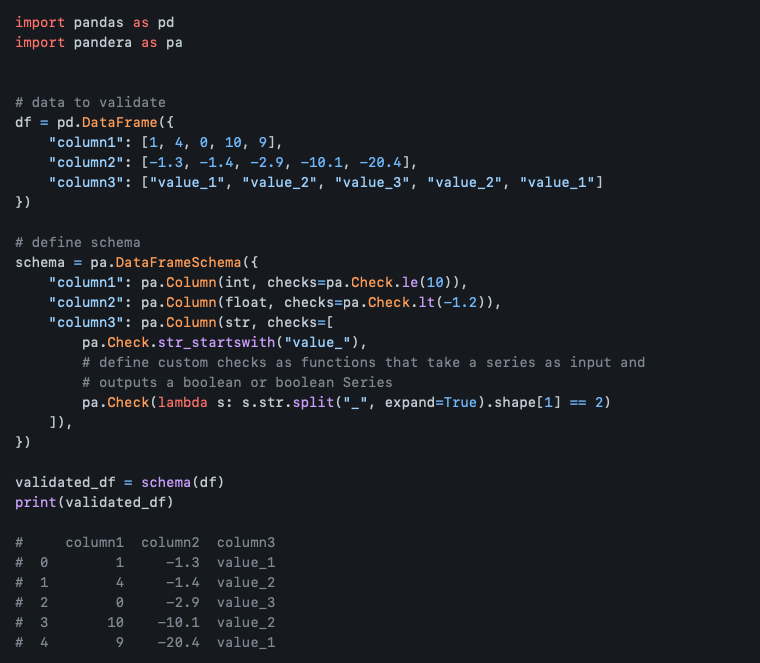 import pandas as pd
import pandera as pa
# data to validate
df = pd.DataFrame({
    "column1": [1, 4, 0, 10, 9],
    "column2": [-1.3, -1.4, -2.9, -10.1, -20.4],
    "column3": ["value_1", "value_2", "value_3", "value_2", "value_1"]
})
# define schema
schema = pa.DataFrameSchema({
    "column1": pa.Column(int, checks=pa.Check.le(10)),
    "column2": pa.Column(float, checks=pa.Check.lt(-1.2)),
    "column3": pa.Column(str, checks=[
        pa.Check.str_startswith("value_"),
        # define custom checks as functions that take a series as input and
        # outputs a boolean or boolean Series
        pa.Check(lambda s: s.str.split("_", expand=True).shape[1] == 2)
    ]),
})
validated_df = schema(df)
print(validated_df)
#     column1  column2  column3
#  0        1     -1.3  value_1
#  1        4     -1.4  value_2
#  2        0     -2.9  value_3
#  3       10    -10.1  value_2
#  4        9    -20.4  value_1